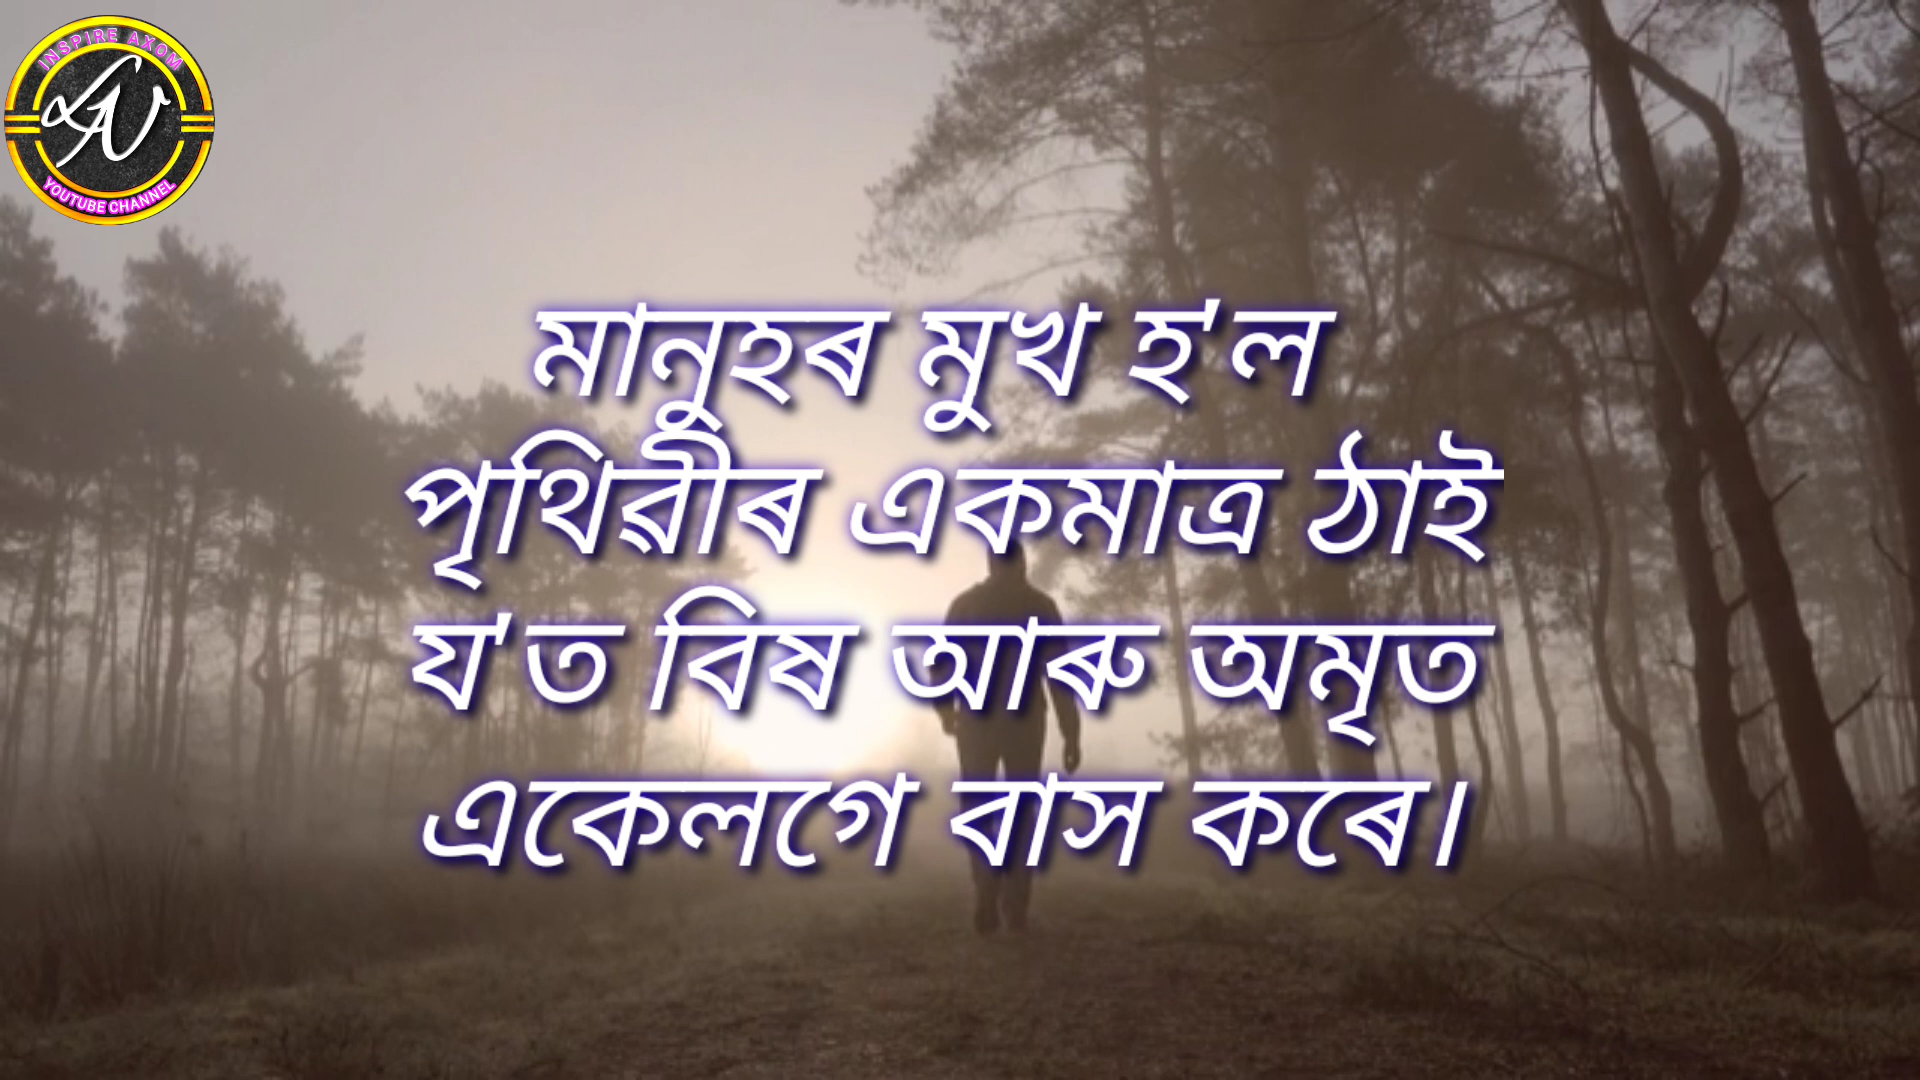 INSPIRE AXOM
YOUTUBE CHANNEL
মানুহৰ মুখ হ'ল
পৃথিৱীৰ একমাত্ৰ ঠাই
য'ত বিষ আৰু অমৃত
একেলগে বাস কৰে।